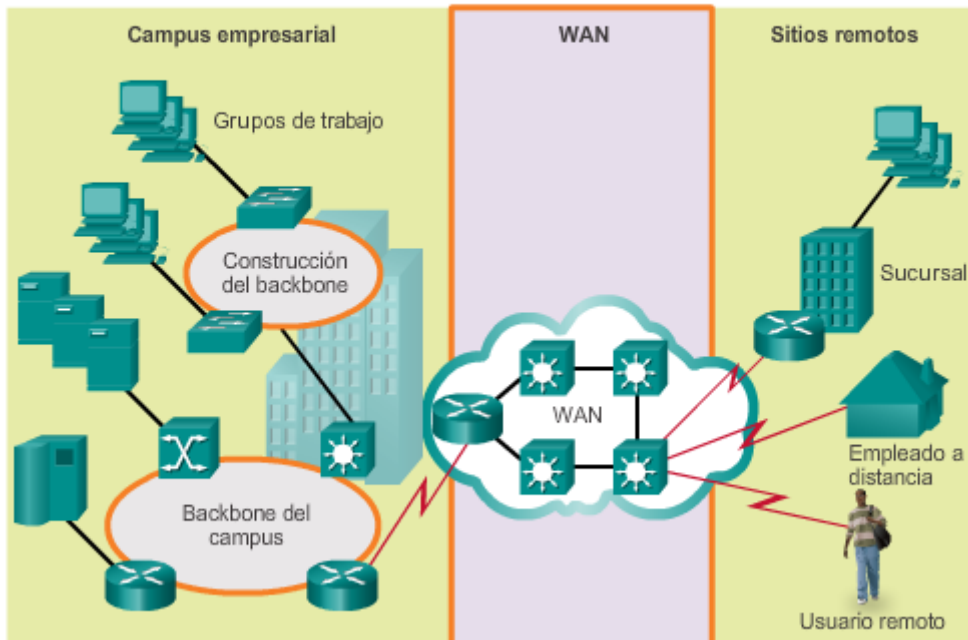 Campus empresarial
WAN
Sitios remotos
Grupos de trabajo
Construcción
del backbone
Sucursal
WAN
Empleado a
distancia
Backbone del
campus
Usuario remoto